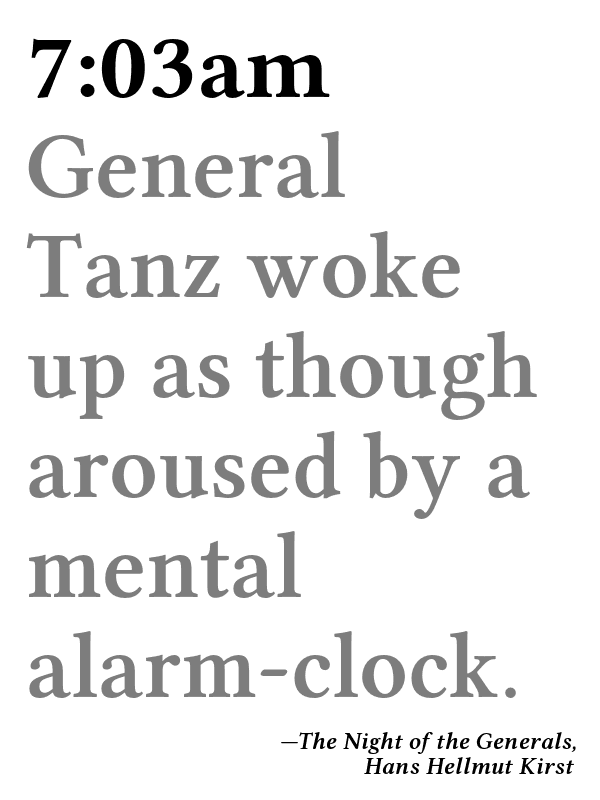 7:03am
General
Tanz woke
up as though
aroused by a
mental
alarm-clock.
—The Night of the Generals,
Hans Hellmut Kirst